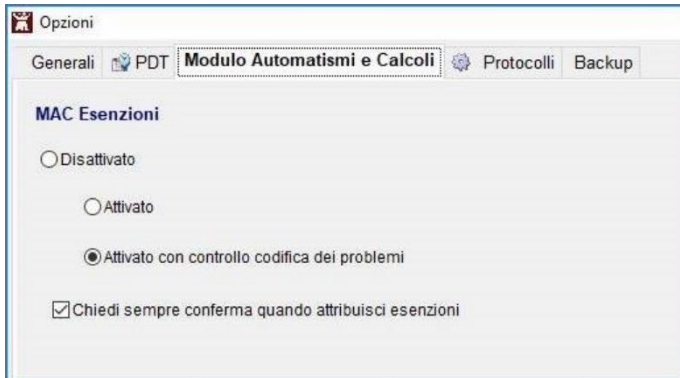 Opzioni
Generali PDT Modulo Automatismi e Calcoli Protocolli Backup
MAC Esenzioni
Disattivato
Attivato
Attivato con controllo codifica dei problemi
Chiedi sempre conferma quando attribuisci esenzioni